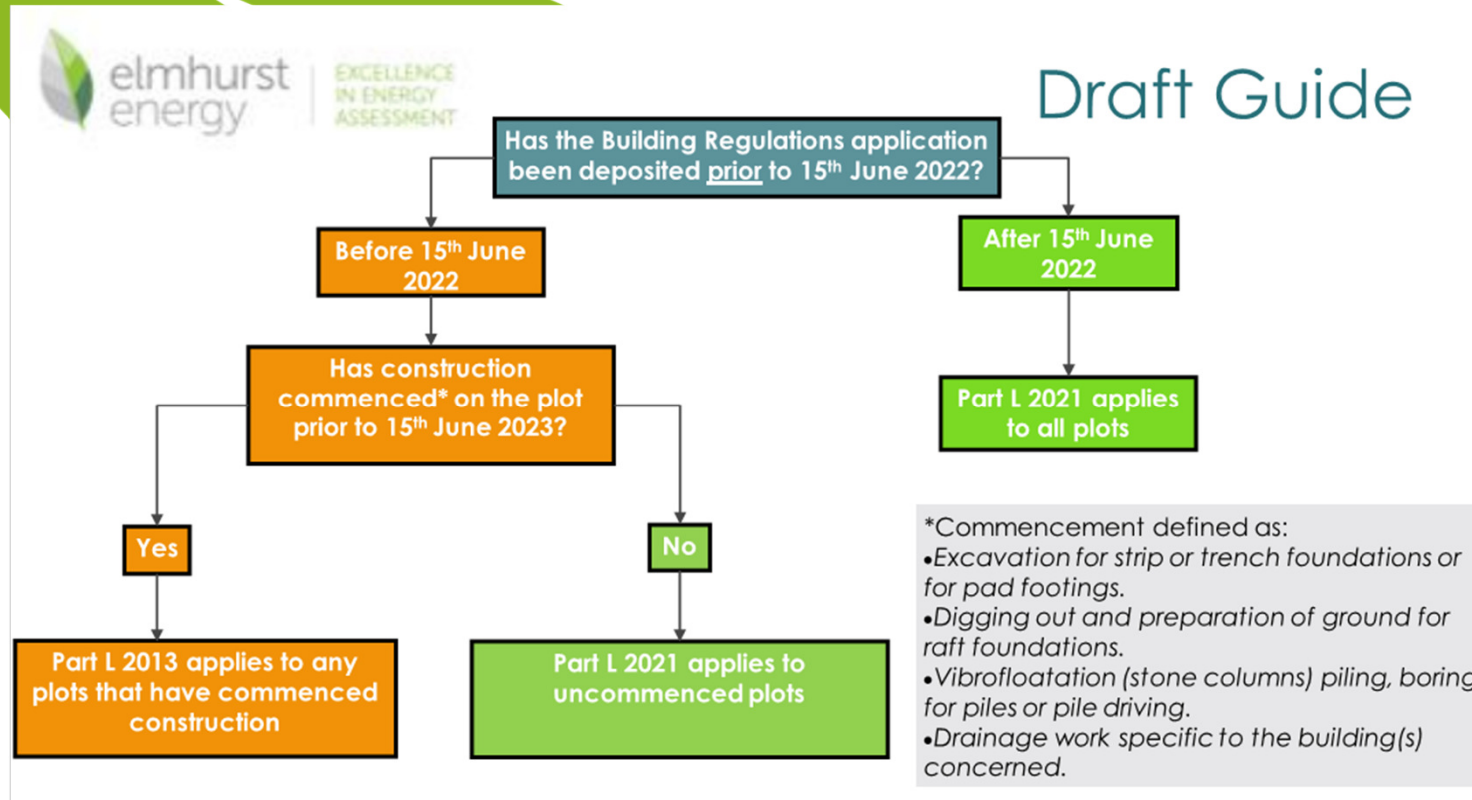 elmhurst
energy
EXCELLENCE
IN ENERGY
ASSESSMENT
Draft Guide
Has the Building Regulations application
been deposited prior to 15th June 2022?
Before 15th June
2022
After 15th June
2022
Has construction
commenced* on the plot
prior to 15th June 2023?
Part L 2021 applies
to all plots
Yes
No
Part L 2013 applies to any
plots that have commenced
construction
Part L 2021 applies to
uncommenced plots
*Commencement defined as:
•Excavation for strip or trench foundations or
for pad footings.
•Digging out and preparation of ground for
raft foundations.
•Vibrofloatation (stone columns) piling, boring
for piles or pile driving.
•Drainage work specific to the building(s)
concerned.